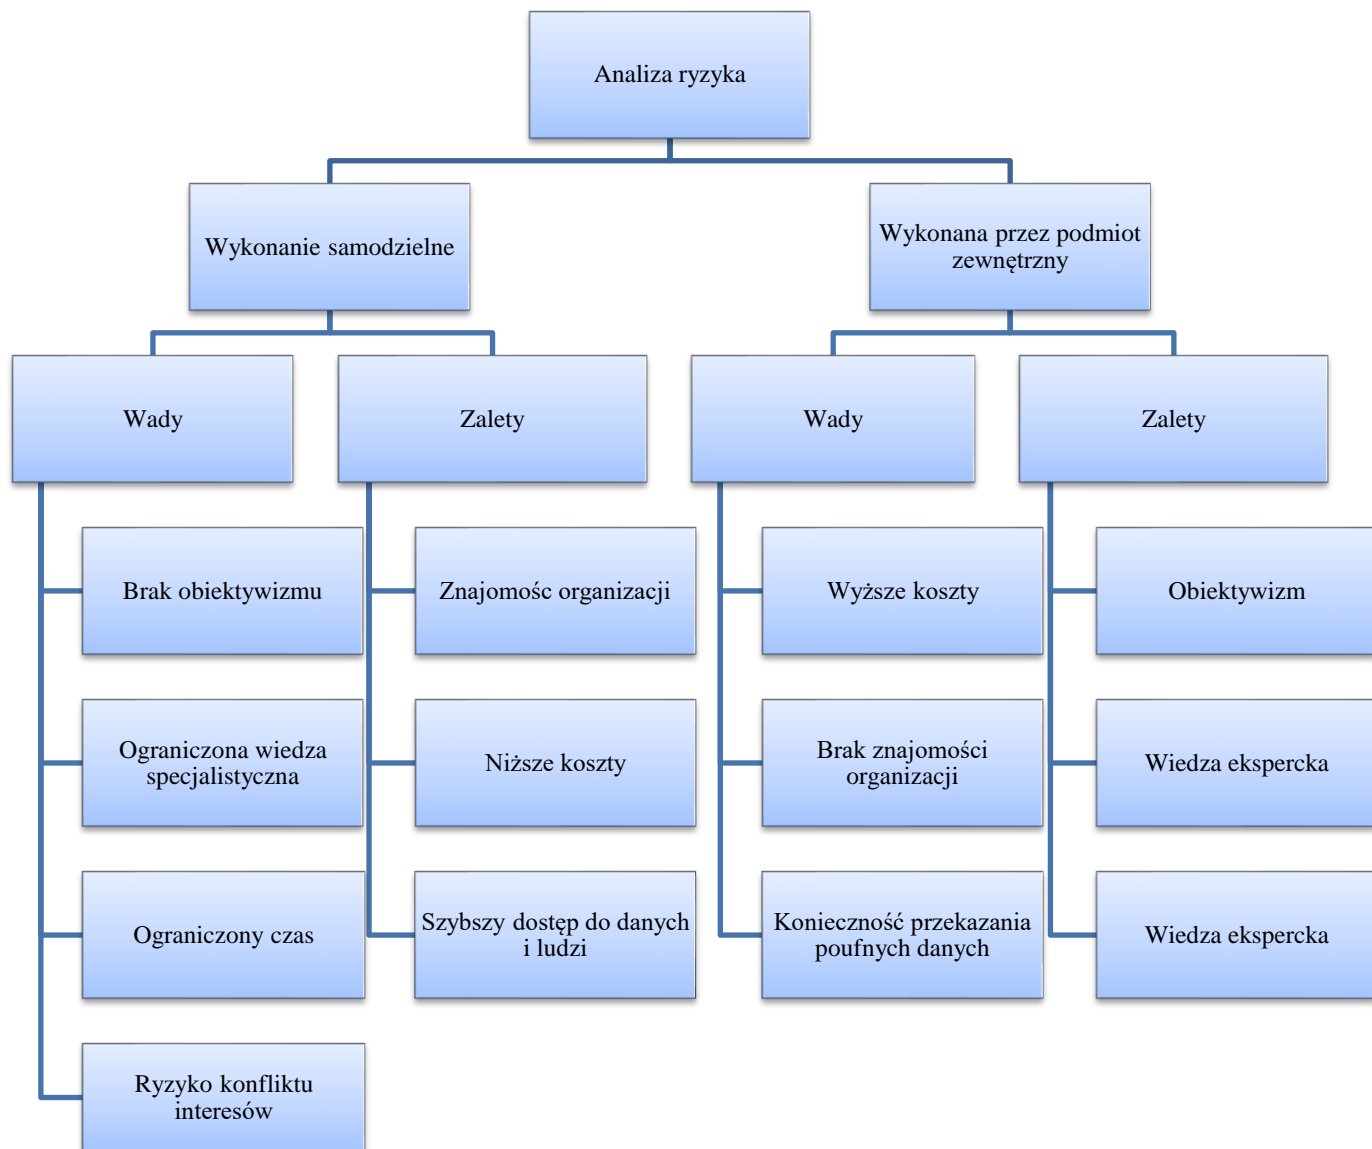 Analiza ryzyka
Wykonanie samodzielne
Wykonana przez podmiot
zewnętrzny
Wady
Zalety
Wady
Zalety
Brak obiektywizmu
Znajomośc organizacji
Wyższe koszty
Obiektywizm
Ograniczona wiedza
specjalistyczna
Niższe koszty
Brak znajomości
organizacji
Wiedza ekspercka
Ograniczony czas
Szybszy dostęp do danych
i ludzi
Konieczność przekazania
poufnych danych
Wiedza ekspercka
Ryzyko konfliktu
interesów